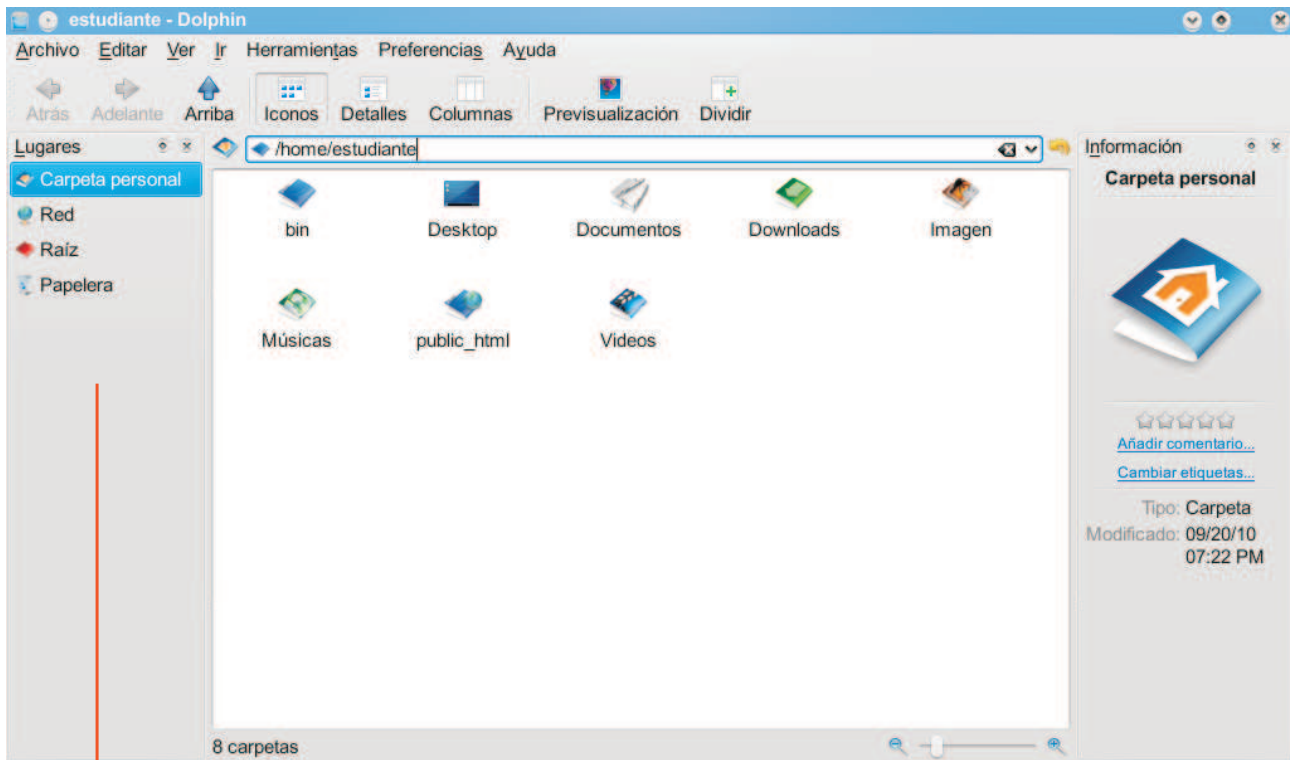 estudiante - Dolphin
Archivo Editar Ver Ir Herramientas Preferencias Ayuda
Atrás Adelante Arriba Iconos Detalles Columnas Previsualización Dividir
Lugares
/home/estudiante
Información
Carpeta personal
Red
Raíz
Papelera
bin Desktop Documentos Downloads Imagen
Músicas public_html Videos
8 carpetas
Carpeta personal
Añadir comentario...
Cambiar etiquetas...
Tipo: Carpeta
Modificado: 09/20/10
07:22 PM